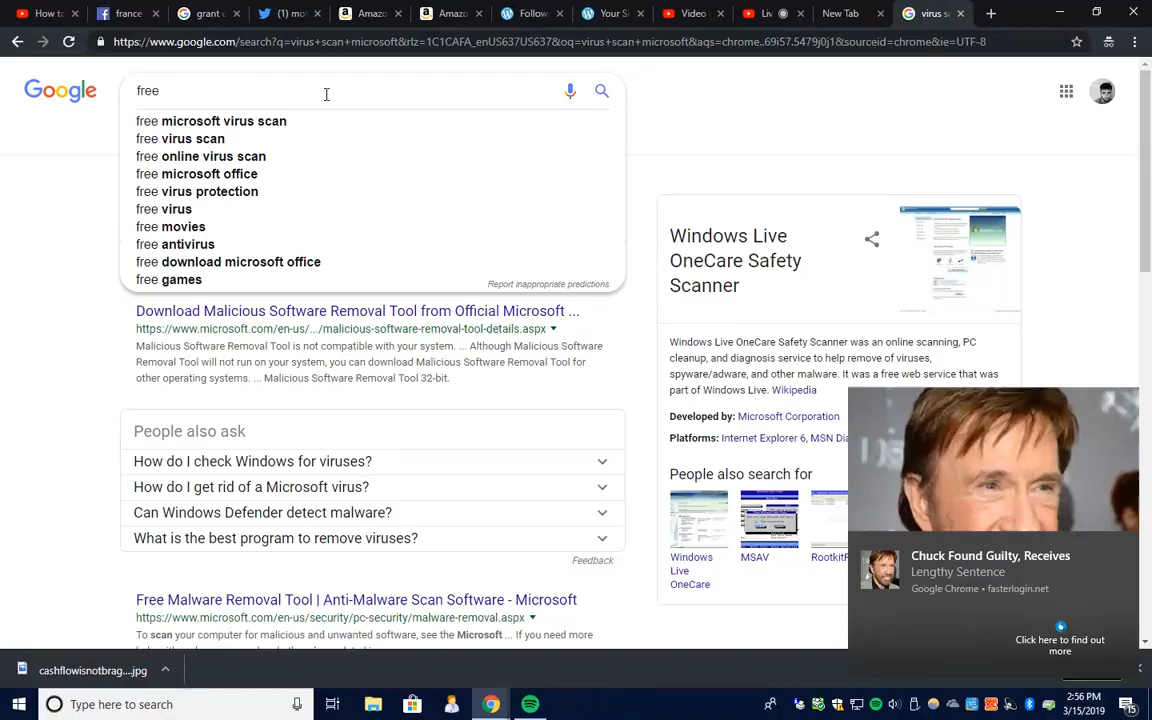 How to
france
grant c
(1) mot
Amazo
Amazo
Follow
Your Si
Video
Liv
New Tab
virus s
https://www.google.com/search?q=virus+scan+microsoft&rlz=1C1CAFA_enUS637US637&oq=virus+scan+microsoft&aqs=chrome..69i57.5479j0j1&sourceid=chrome&ie=UTF-8
Google
free
free microsoft virus scan
free virus scan
free online virus scan
free microsoft office
free virus protection
free virus
free movies
free antivirus
free download microsoft office
free games
Report inappropriate predictions
Download Malicious Software Removal Tool from Official Microsoft ...
https://www.microsoft.com/en-us/.../malicious-software-removal-tool-details.aspx
Malicious Software Removal Tool is not compatible with your system. ... Although Malicious
Software Removal Tool will not run on your system, you can download Malicious Software Removal Tool for
other operating systems. ... Malicious Software Removal Tool 32-bit.
People also ask
How do I check Windows for viruses?
How do I get rid of a Microsoft virus?
Can Windows Defender detect malware?
What is the best program to remove viruses?
Feedback
Free Malware Removal Tool | Anti-Malware Scan Software - Microsoft
https://www.microsoft.com/en-us/security/pc-security/malware-removal.aspx
To scan your computer for malicious and unwanted software, see the Microsoft ... If you need more
Windows Live
OneCare Safety
Scanner
Windows Live OneCare Safety Scanner was an online scanning, PC
cleanup, and diagnosis service to help remove of viruses,
spyware/adware, and other malware. It was a free web service that was
part of Windows Live. Wikipedia
Developed by: Microsoft Corporation
Platforms: Internet Explorer 6, MSN Dia
People also search for
Windows
Live
OneCare
MSAV
RootkitR
Chuck Found Guilty, Receives
Lengthy Sentence
Google Chrome • fasterlogin.net
Click here to find out
more
cashflowisnotbrag....jpg
Type here to search
2:56 PM
3/15/2019
15